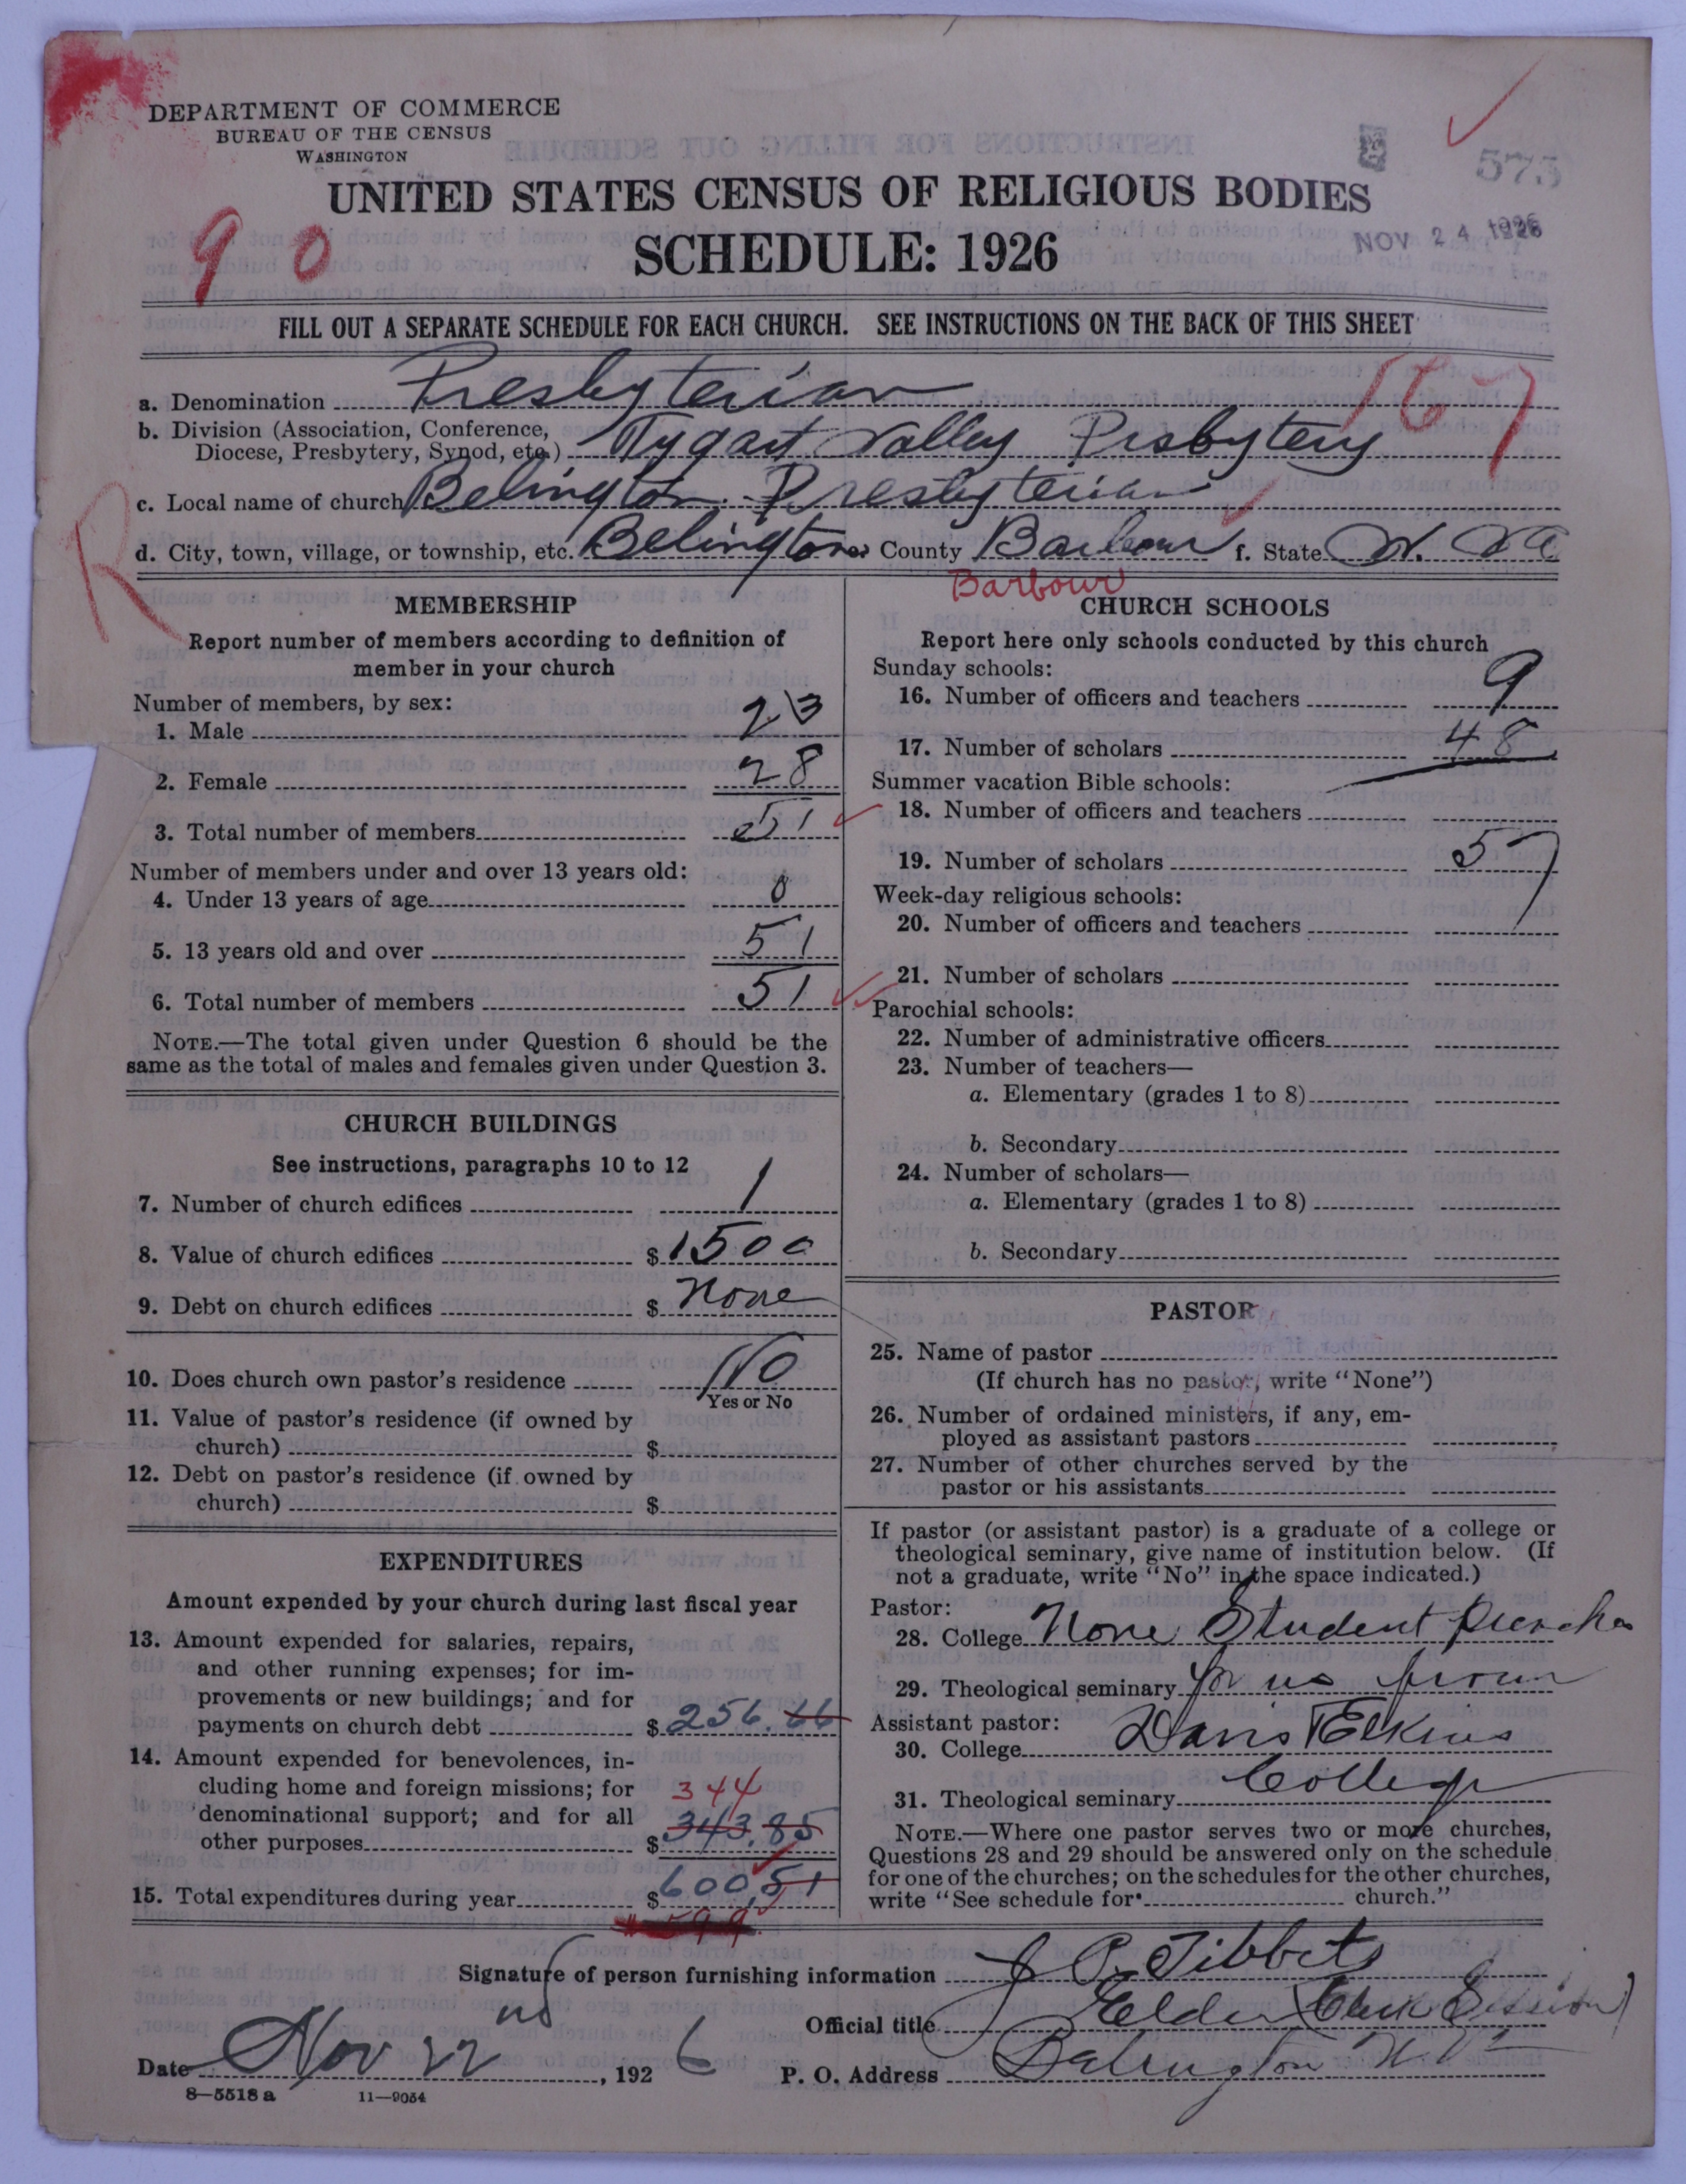 DEPARTMENT OF COMMERCE
BUREAU OF THE CENSUS
WASHINGTON
575
UNITED STATES CENSUS OF RELIGIOUS BODIES
SCHEDULE: 1926
NOV 24 1926
90
FILL OUT A SEPARATE SCHEDULE FOR EACH CHURCH. SEE INSTRUCTIONS ON THE BACK OF THIS SHEET
167
a. Denomination Presbyterian
b. Division (Association, Conference, Diocese, Presbytery, Synod, etc.) Tygart Valley Prsbytery
c. Local name of church Belington Presbyterian
R
d. City, town, village, or township, etc. Belington e. County Barbour f. State W. Va
Barbour
MEMBERSHIP
Report number of members according to definition of
member in your church
Number of members, by sex:
1. Male 23
2. Female 28
3. Total number of members 51
Number of members under and over 13 years old:
4. Under 13 years of age 0
5. 13 years old and over 51
6. Total number of members 51
NOTE.—The total given under Question 6 should be the
same as the total of males and females given under Question 3.
CHURCH BUILDINGS
See instructions, paragraphs 10 to 12
7. Number of church edifices 1
8. Value of church edifices $1500
9. Debt on church edifices $ None
10. Does church own pastor's residence No
Yes or No
11. Value of pastor's residence (if owned by
church) $
12. Debt on pastor's residence (if owned by
church) $
EXPENDITURES
Amount expended by your church during last fiscal year
13. Amount expended for salaries, repairs,
and other running expenses; for im-
provements or new buildings; and for
payments on church debt $256.66
14. Amount expended for benevolences, in-
cluding home and foreign missions; for 344
denominational support; and for all
other purposes $343.85
15. Total expenditures during year $600.51
599
CHURCH SCHOOLS
Report here only schools conducted by this church
Sunday schools:
16. Number of officers and teachers 9
17. Number of scholars 48
Summer vacation Bible schools:
18. Number of officers and teachers
19. Number of scholars 57
Week-day religious schools:
20. Number of officers and teachers
21. Number of scholars
Parochial schools:
22. Number of administrative officers
23. Number of teachers—
a. Elementary (grades 1 to 8)
b. Secondary
24. Number of scholars—
a. Elementary (grades 1 to 8)
b. Secondary
PASTOR
25. Name of pastor
(If church has no pastor, write "None")
26. Number of ordained ministers, if any, em-
ployed as assistant pastors
27. Number of other churches served by the
pastor or his assistants
If pastor (or assistant pastor) is a graduate of a college or
theological seminary, give name of institution below. (If
not a graduate, write "No" in the space indicated.)
Pastor:
28. College None Student preaches
29. Theological seminary for us from
Assistant pastor:
30. College Davis Elkins
31. Theological seminary College
NOTE.—Where one pastor serves two or more churches,
Questions 28 and 29 should be answered only on the schedule
for one of the churches; on the schedules for the other churches,
write "See schedule for church."
Signature of person furnishing information J P Tibbets
Official title Elder Clerk Session
Date Nov 22 nd, 1926 P. O. Address Belington W. Va
8—5518 a 11—9054